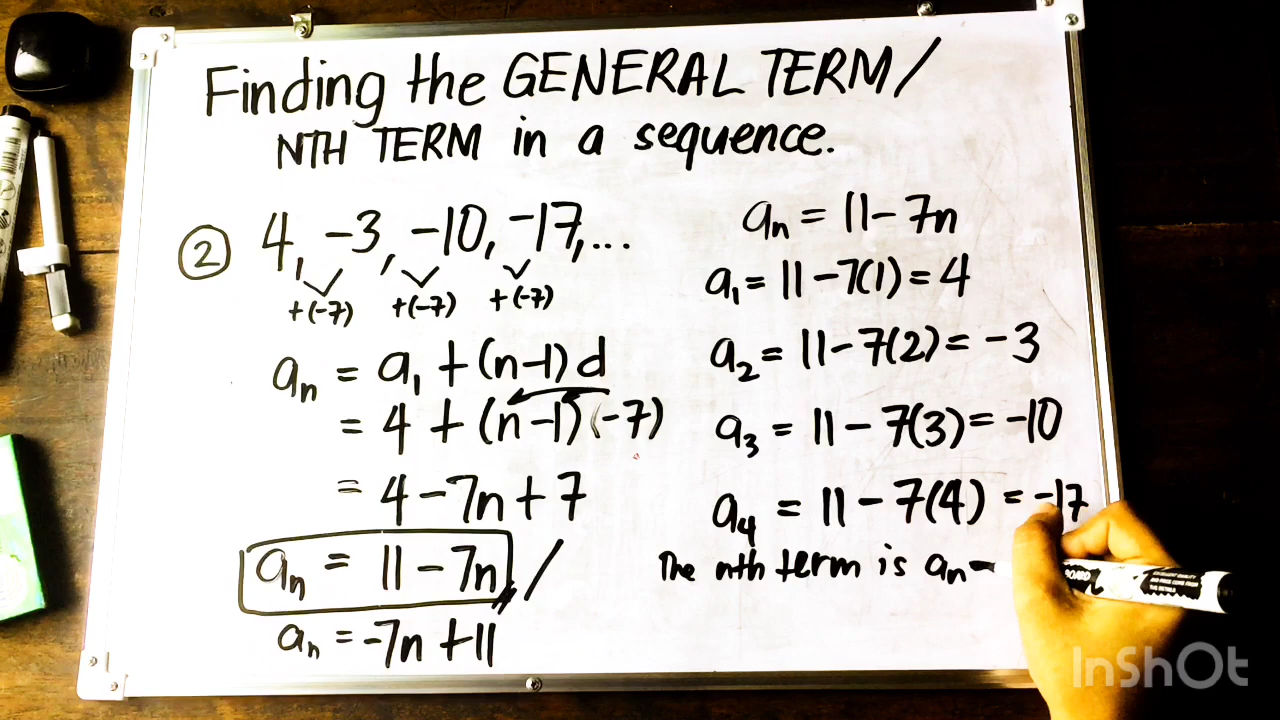 Finding the GENERAL TERM/
NTH TERM in a sequence.
2
4, -3, -10, -17,...
+(-7) +(-7) +(-7)
an = a1 + (n-1)d
= 4 + (n-1)(-7)
= 4 - 7n + 7
an = 11 - 7n //
an = -7n + 11
an = 11 - 7n
a1 = 11 - 7(1) = 4
a2 = 11 - 7(2) = -3
a3 = 11 - 7(3) = -10
a4 = 11 - 7(4) = -17
The nth term is an =
BOARD
InShOt